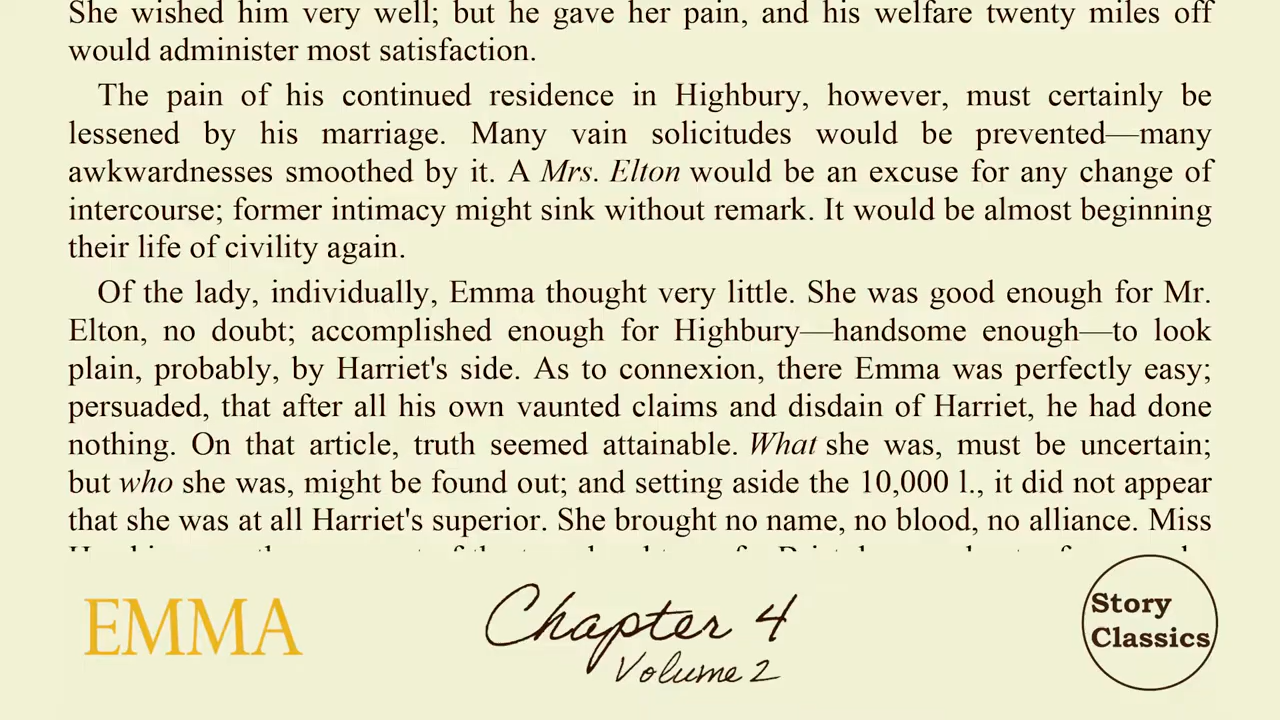 She wished him very well; but he gave her pain, and his welfare twenty miles off
would administer most satisfaction.
The pain of his continued residence in Highbury, however, must certainly be
lessened by his marriage. Many vain solicitudes would be prevented—many
awkwardnesses smoothed by it. A Mrs. Elton would be an excuse for any change of
intercourse; former intimacy might sink without remark. It would be almost beginning
their life of civility again.
Of the lady, individually, Emma thought very little. She was good enough for Mr.
Elton, no doubt; accomplished enough for Highbury—handsome enough—to look
plain, probably, by Harriet's side. As to connexion, there Emma was perfectly easy;
persuaded, that after all his own vaunted claims and disdain of Harriet, he had done
nothing. On that article, truth seemed attainable. What she was, must be uncertain;
but who she was, might be found out; and setting aside the 10,000 l., it did not appear
that she was at all Harriet's superior. She brought no name, no blood, no alliance. Miss
EMMA
Chapter 4
Volume 2
Story
Classics